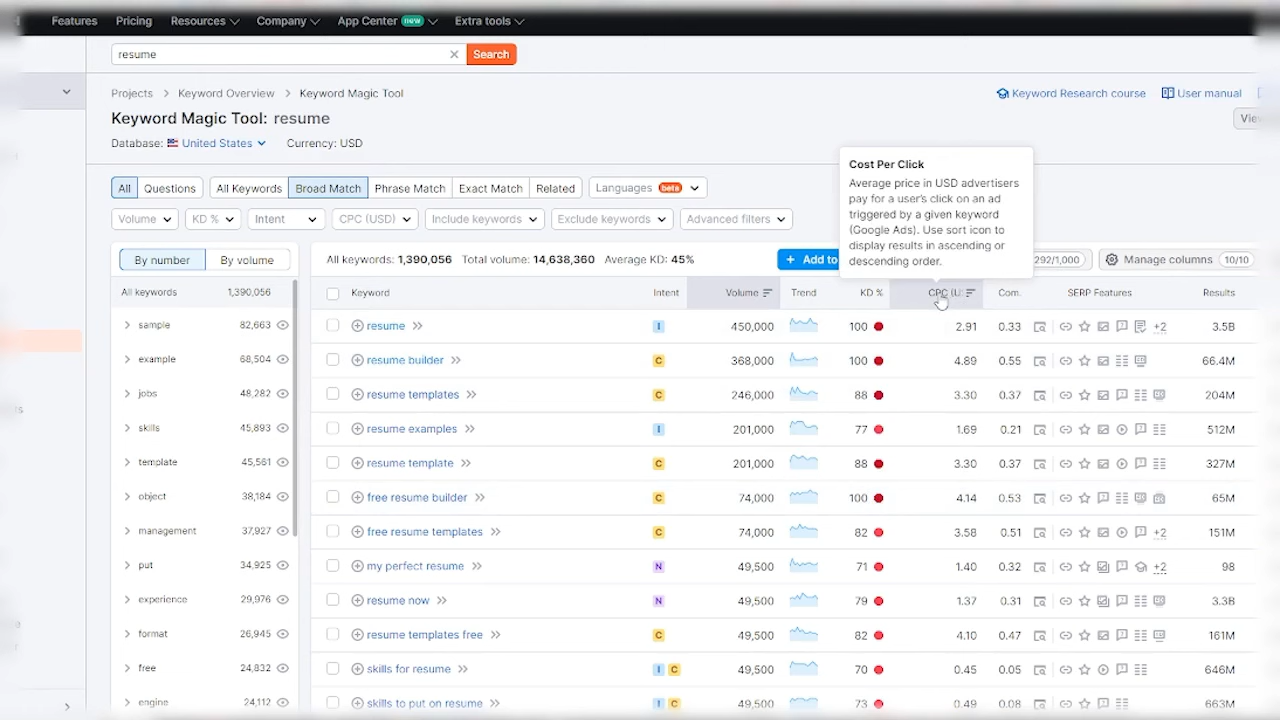 Features Pricing Resources Company App Center new Extra tools
resume Search
Projects > Keyword Overview > Keyword Magic Tool
Keyword Research course User manual
Keyword Magic Tool: resume
Database: United States Currency: USD
Cost Per Click
Average price in USD advertisers
pay for a user's click on an ad
triggered by a given keyword
(Google Ads). Use sort icon to
display results in ascending or
descending order.
All Questions All Keywords Broad Match Phrase Match Exact Match Related Languages beta
Volume KD % Intent CPC (USD) Include keywords Exclude keywords Advanced filters
By number By volume
All keywords: 1,390,056 Total volume: 14,638,360 Average KD: 45% + Add to 292/1,000 Manage columns 10/10
All keywords 1,390,056
Keyword Intent Volume Trend KD % CPC (U: Com. SERP Features Results
sample 82,663
resume I 450,000 100 2.91 0.33 +2 3.5B
example 68,504
resume builder C 368,000 100 4.89 0.55 66.4M
jobs 48,282
resume templates C 246,000 88 3.30 0.37 204M
skills 45,893
resume examples I 201,000 77 1.69 0.21 512M
template 45,561
resume template C 201,000 88 3.30 0.37 327M
object 38,184
free resume builder C 74,000 100 4.14 0.53 65M
management 37,927
free resume templates C 74,000 82 3.58 0.51 +2 151M
put 34,925
my perfect resume N 49,500 71 1.40 0.32 +2 98
experience 29,976
resume now N 49,500 79 1.37 0.31 3.3B
format 26,945
resume templates free C 49,500 82 4.10 0.47 161M
free 24,832
skills for resume I C 49,500 70 0.45 0.05 646M
engine 24,112
skills to put on resume I C 49,500 73 0.49 0.08 663M